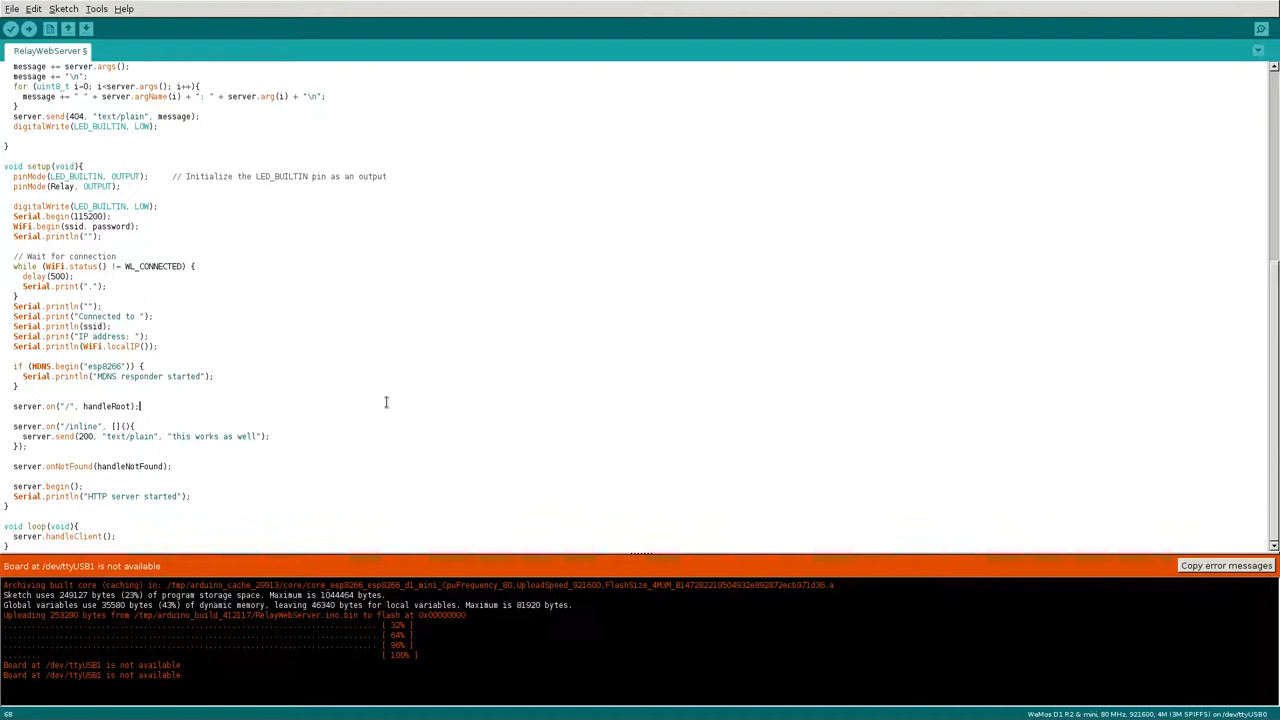 File Edit Sketch Tools Help
RelayWebServer §
message += server.args();
message += "\n";
for (uint8_t i=0; i<server.args(); i++){
message += " " + server.argName(i) + ": " + server.arg(i) + "\n";
}
server.send(404, "text/plain", message);
digitalWrite(LED_BUILTIN, LOW);
}
void setup(void){
pinMode(LED_BUILTIN, OUTPUT);     // Initialize the LED_BUILTIN pin as an output
pinMode(Relay, OUTPUT);
digitalWrite(LED_BUILTIN, LOW);
Serial.begin(115200);
WiFi.begin(ssid, password);
Serial.println("");
// Wait for connection
while (WiFi.status() != WL_CONNECTED) {
delay(500);
Serial.print(".");
}
Serial.println("");
Serial.print("Connected to ");
Serial.println(ssid);
Serial.print("IP address: ");
Serial.println(WiFi.localIP());
if (MDNS.begin("esp8266")) {
Serial.println("MDNS responder started");
}
server.on("/", handleRoot);
server.on("/inline", [](){
server.send(200, "text/plain", "this works as well");
});
server.onNotFound(handleNotFound);
server.begin();
Serial.println("HTTP server started");
}
void loop(void){
server.handleClient();
}
Board at /dev/ttyUSB1 is not available
Copy error messages
Archiving built core (caching) in: /tmp/arduino_cache_29913/core/core_esp8266_esp8266_d1_mini_CpuFrequency_80,UploadSpeed_921600,FlashSize_4M3M_8147282219504932e892872ecb971d36.a
Sketch uses 249127 bytes (23%) of program storage space. Maximum is 1044464 bytes.
Global variables use 35580 bytes (43%) of dynamic memory, leaving 46340 bytes for local variables. Maximum is 81920 bytes.
Uploading 253280 bytes from /tmp/arduino_build_412117/RelayWebServer.ino.bin to flash at 0x00000000
................................................................................ [ 32% ]
................................................................................ [ 64% ]
................................................................................ [ 96% ]
........ [ 100% ]
Board at /dev/ttyUSB1 is not available
Board at /dev/ttyUSB1 is not available
68
WeMos D1 R2 & mini, 80 MHz, 921600, 4M (3M SPIFFS) on /dev/ttyUSB0